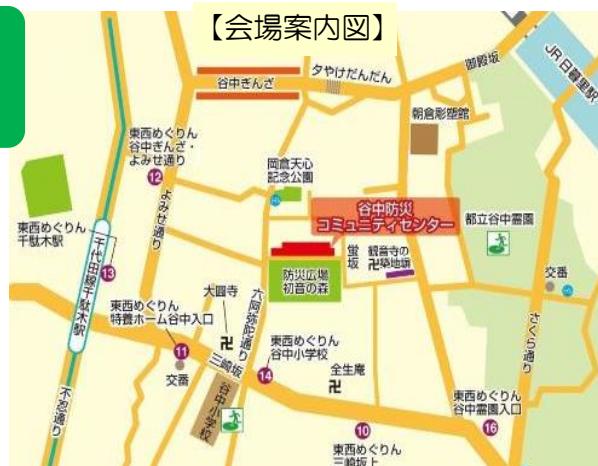 【会場案内図】
JR日暮里駅
御殿坂
夕やけだんだん
谷中ぎんざ
朝倉彫塑館
東西めぐりん
谷中ぎんざ・
よみせ通り
12
よみせ通り
岡倉天心
記念公園
谷中防災
コミュニティセンター
都立谷中霊園
東西めぐりん
千駄木駅
13
千代田線千駄木駅
防災広場
初音の森
蛍坂
観音寺の
卍築地塀
交番
さくら通り
東西めぐりん
特養ホーム谷中入口
11
交番
大圓寺
卍
六阿弥陀通り
三崎坂
東西めぐりん
谷中小学校
14
谷中小学校
全生庵
卍
東西めぐりん
谷中霊園入口
16
不忍通り
10
東西めぐりん
三崎坂上